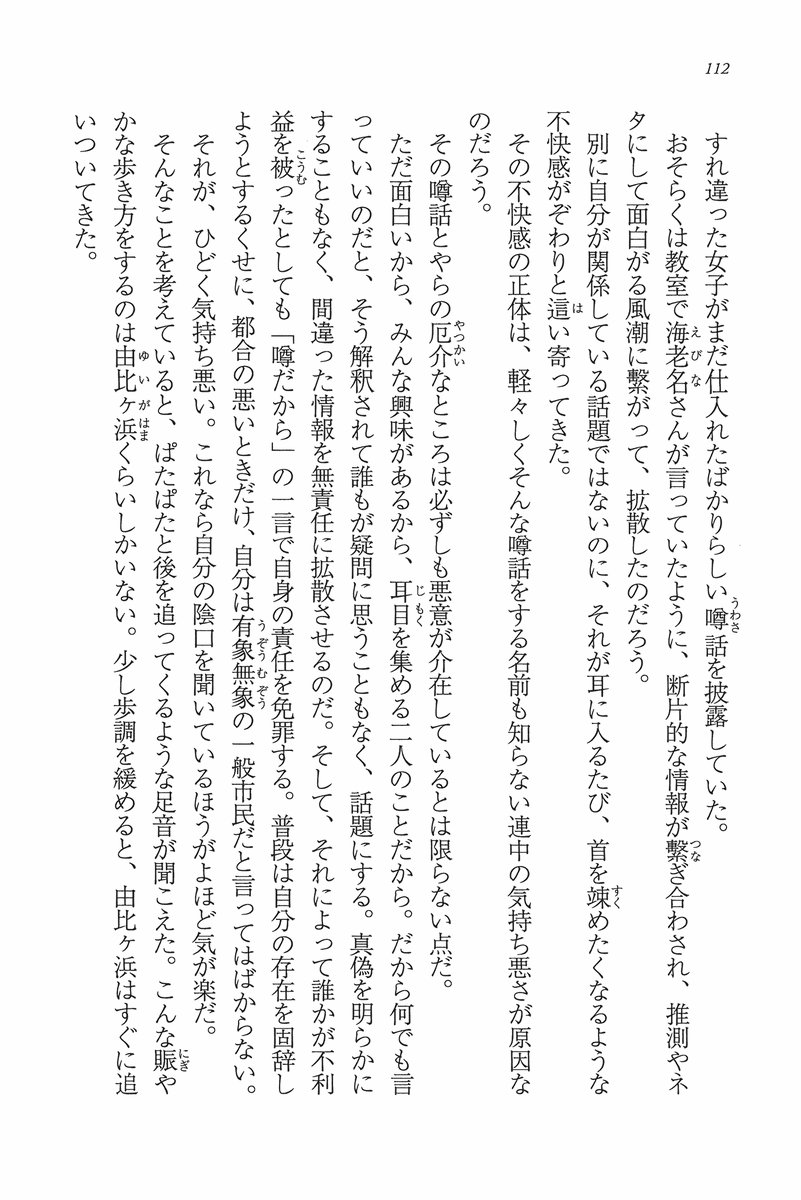 112
すれ違った女子がまだ仕入れたばかりらしい噂話を披露していた。
おそらくは教室で海老名さんが言っていたように、断片的な情報が繋ぎ合わされ、推測やネ
タにして面白がる風潮に繋がって、拡散したのだろう。
別に自分が関係している話題ではないのに、それが耳に入るたび、首を竦めたくなるような
不快感がぞわりと這い寄ってきた。
その不快感の正体は、軽々しくそんな噂話をする名前も知らない連中の気持ち悪さが原因な
のだろう。
その噂話とやらの厄介なところは必ずしも悪意が介在しているとは限らない点だ。
ただ面白いから、みんな興味があるから、耳目を集める二人のことだから。だから何でも言
っていいのだと、そう解釈されて誰もが疑問に思うこともなく、話題にする。真偽を明らかに
することもなく、間違った情報を無責任に拡散させるのだ。そして、それによって誰かが不利
益を被ったとしても「噂だから」の一言で自身の責任を免罪する。普段は自分の存在を固辞し
ようとするくせに、都合の悪いときだけ、自分は有象無象の一般市民だと言ってはばからない。
それが、ひどく気持ち悪い。これなら自分の陰口を聞いているほうがよほど気が楽だ。
そんなことを考えていると、ぱたぱたと後を追ってくるような足音が聞こえた。こんな賑や
かな歩き方をするのは由比ヶ浜くらいしかいない。少し歩調を緩めると、由比ヶ浜はすぐに追
いついてきた。